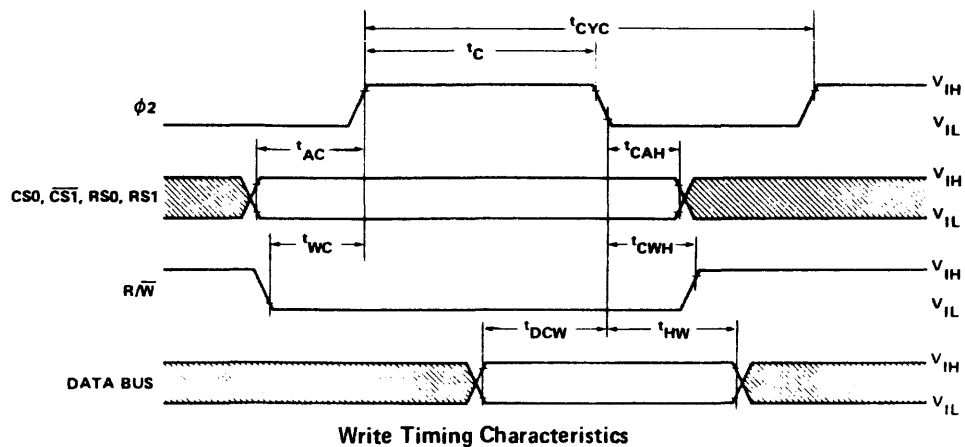 tCYC
tC
ϕ2
VIH
VIL
tAC
tCAH
CS0, C̅S̅1̅, RS0, RS1
VIH
VIL
tWC
tCWH
R/W̅
VIH
VIL
tDCW
tHW
DATA BUS
VIH
VIL
Write Timing Characteristics